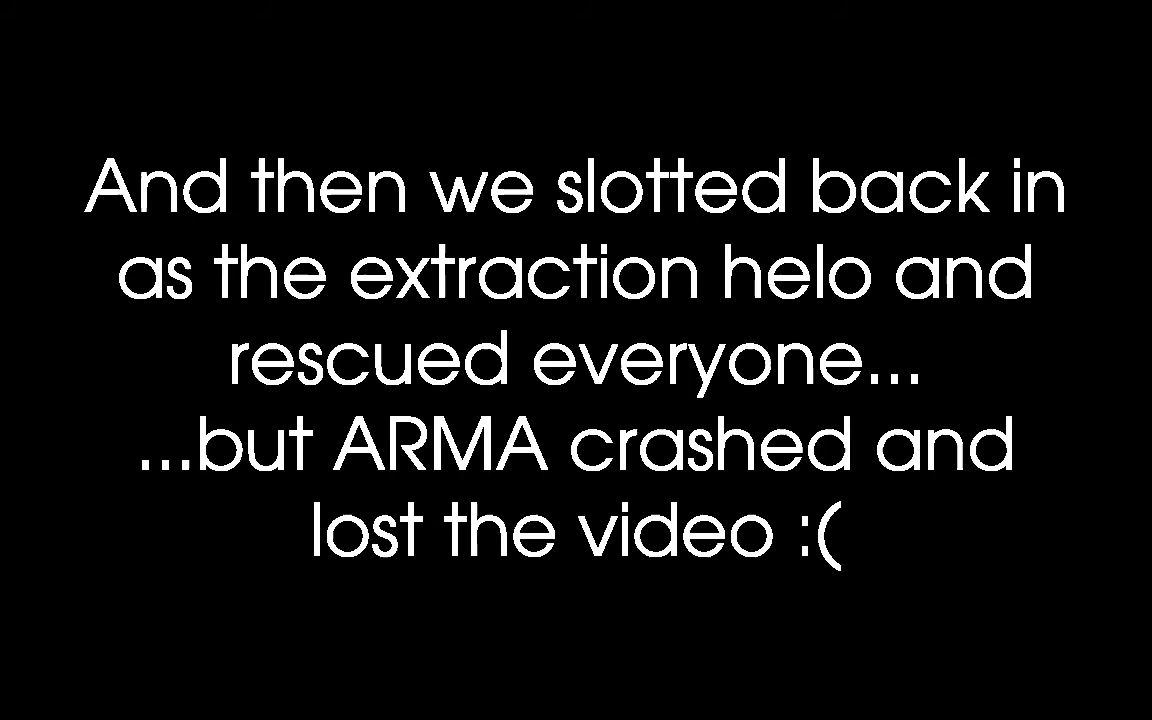 And then we slotted back in
as the extraction helo and
rescued everyone...
...but ARMA crashed and
lost the video :(